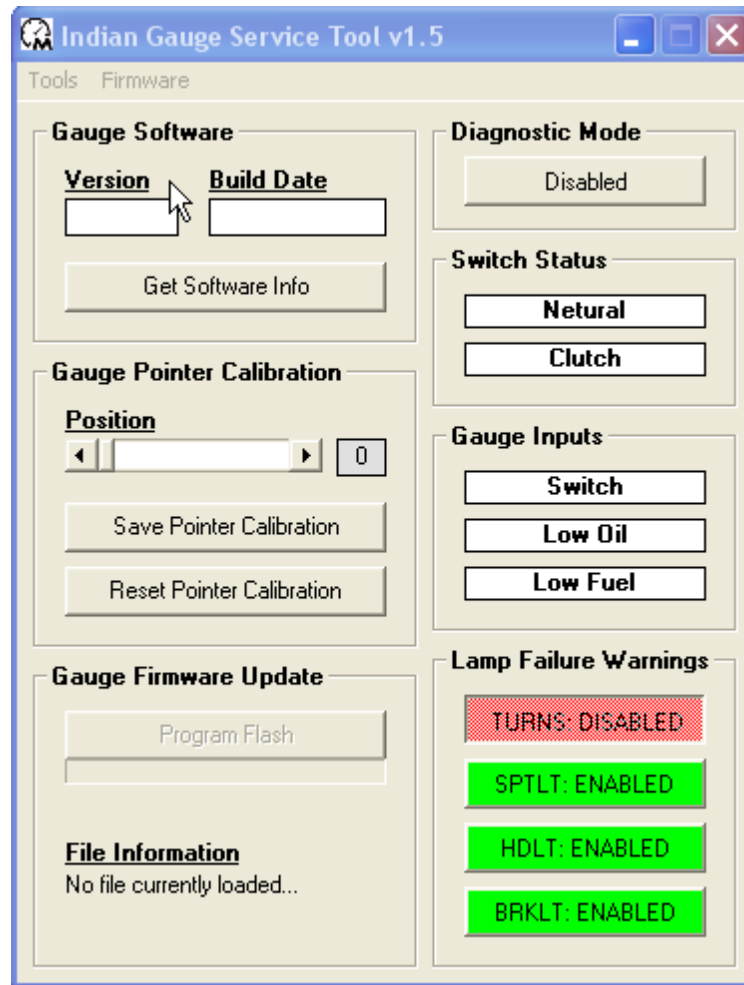 Indian Gauge Service Tool v1.5
Tools Firmware
Gauge Software
Version Build Date
Get Software Info
Gauge Pointer Calibration
Position
0
Save Pointer Calibration
Reset Pointer Calibration
Gauge Firmware Update
Program Flash
File Information
No file currently loaded...
Diagnostic Mode
Disabled
Switch Status
Netural
Clutch
Gauge Inputs
Switch
Low Oil
Low Fuel
Lamp Failure Warnings
TURNS: DISABLED
SPTLT: ENABLED
HDLT: ENABLED
BRKLT: ENABLED